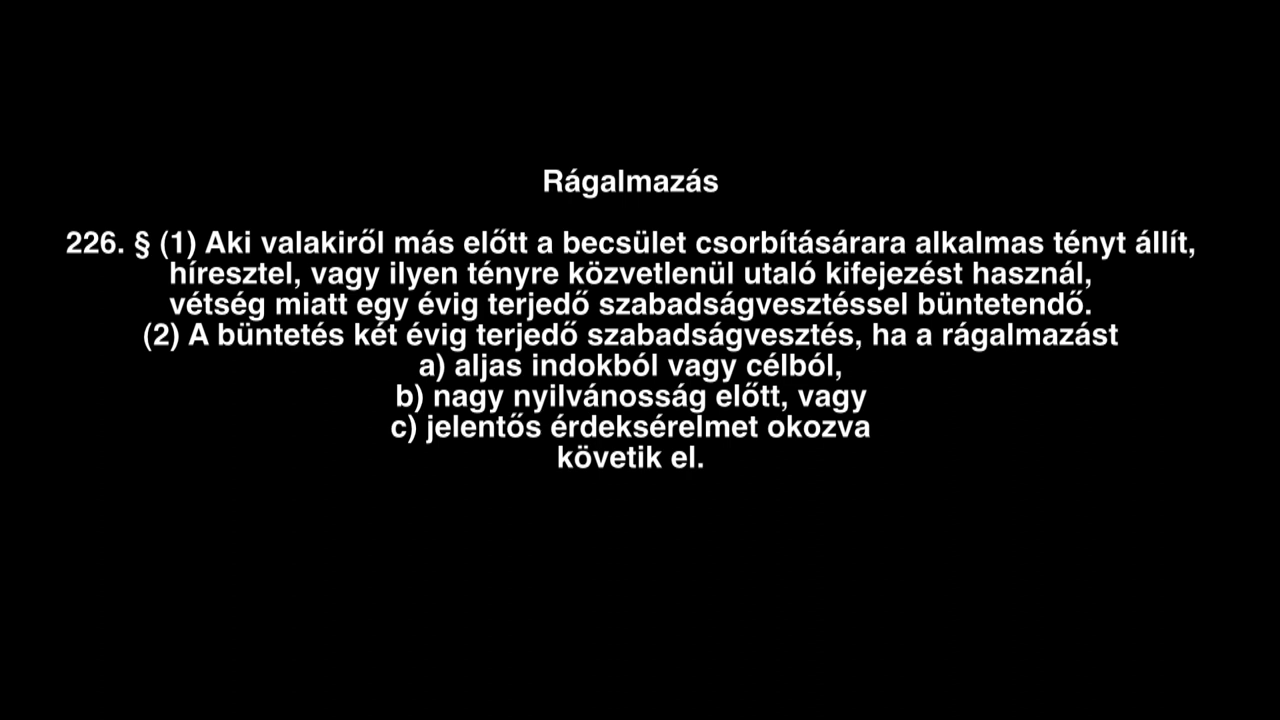 Rágalmazás
226. § (1) Aki valakiről más előtt a becsület csorbításárara alkalmas tényt állít,
híresztel, vagy ilyen tényre közvetlenül utaló kifejezést használ,
vétség miatt egy évig terjedő szabadságvesztéssel büntetendő.
(2) A büntetés két évig terjedő szabadságvesztés, ha a rágalmazást
a) aljas indokból vagy célból,
b) nagy nyilvánosság előtt, vagy
c) jelentős érdeksérelmet okozva
követik el.